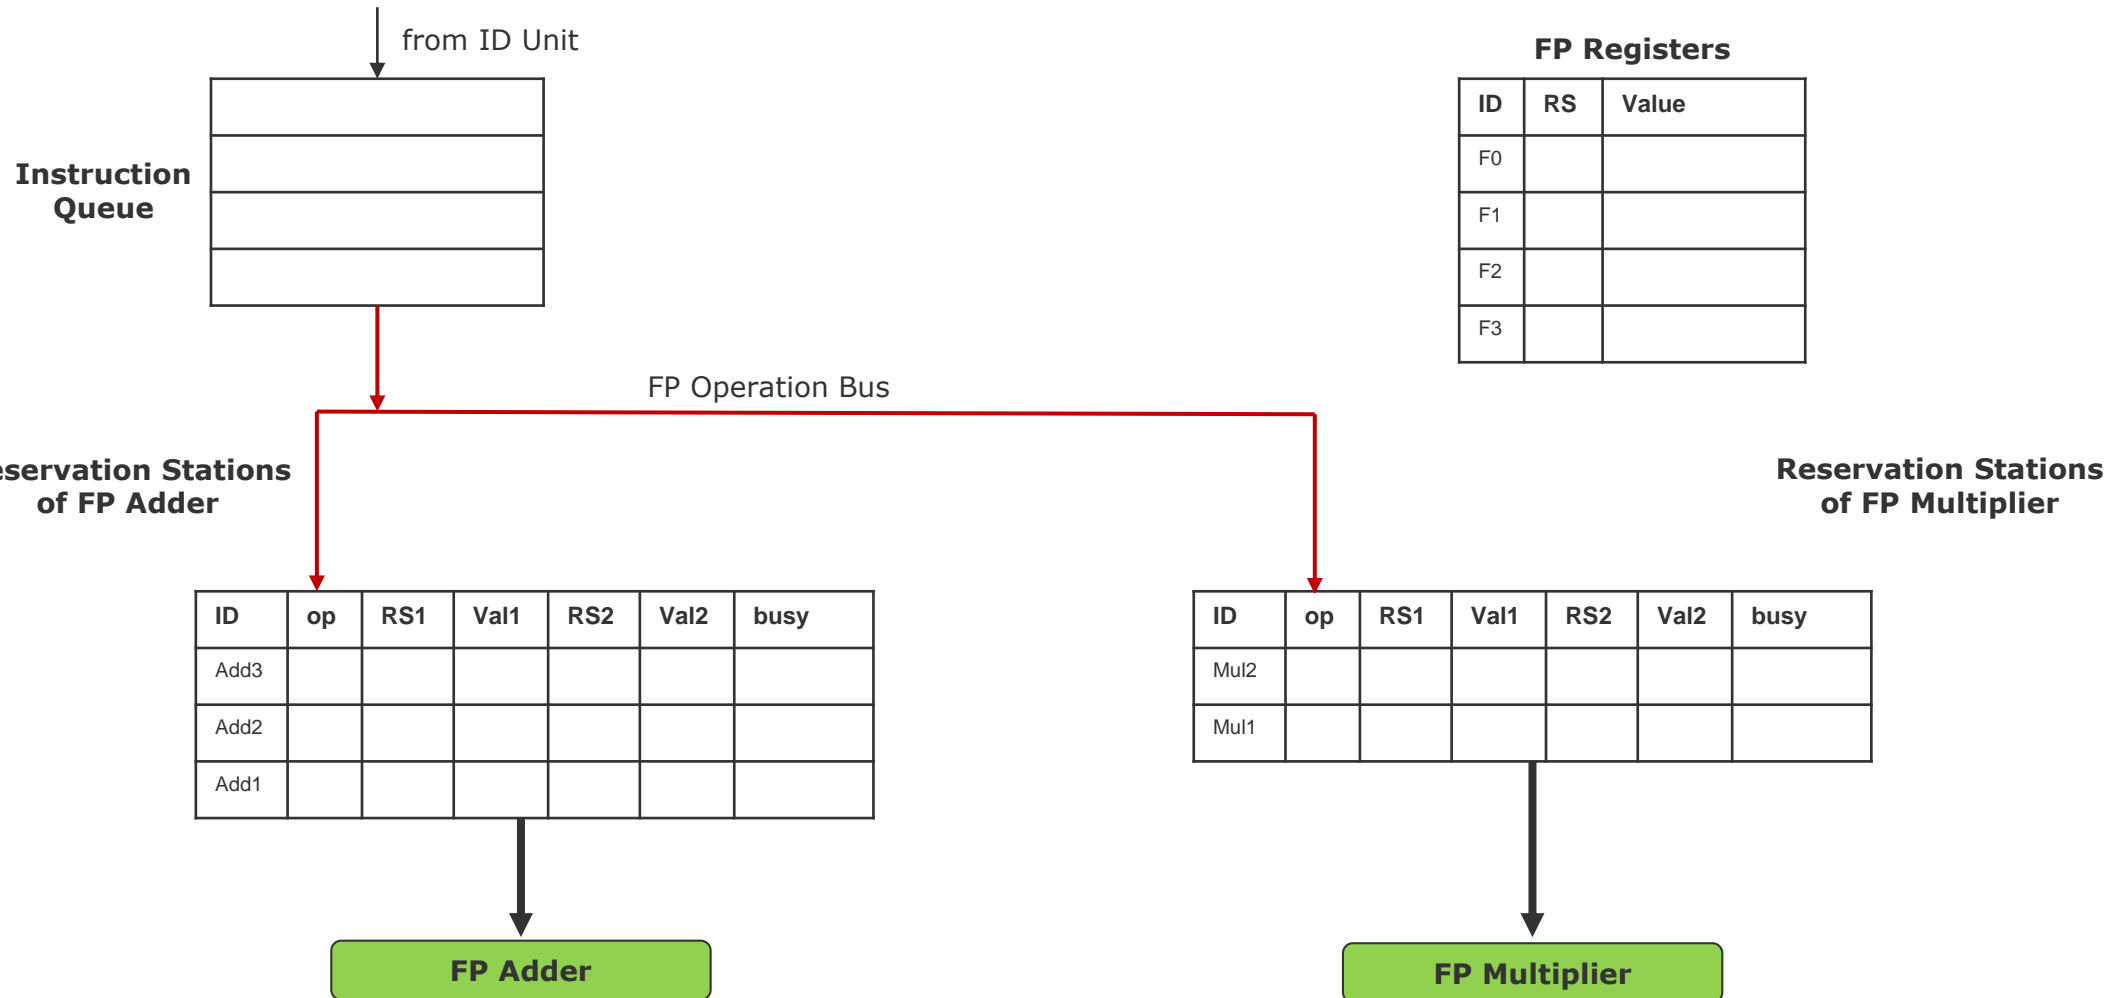 from ID Unit
FP Registers
ID RS Value
F0
F1
F2
F3
Instruction
Queue
FP Operation Bus
eservation Stations
of FP Adder
Reservation Stations
of FP Multiplier
ID op RS1 Val1 RS2 Val2 busy
Add3
Add2
Add1
ID op RS1 Val1 RS2 Val2 busy
Mul2
Mul1
FP Adder
FP Multiplier